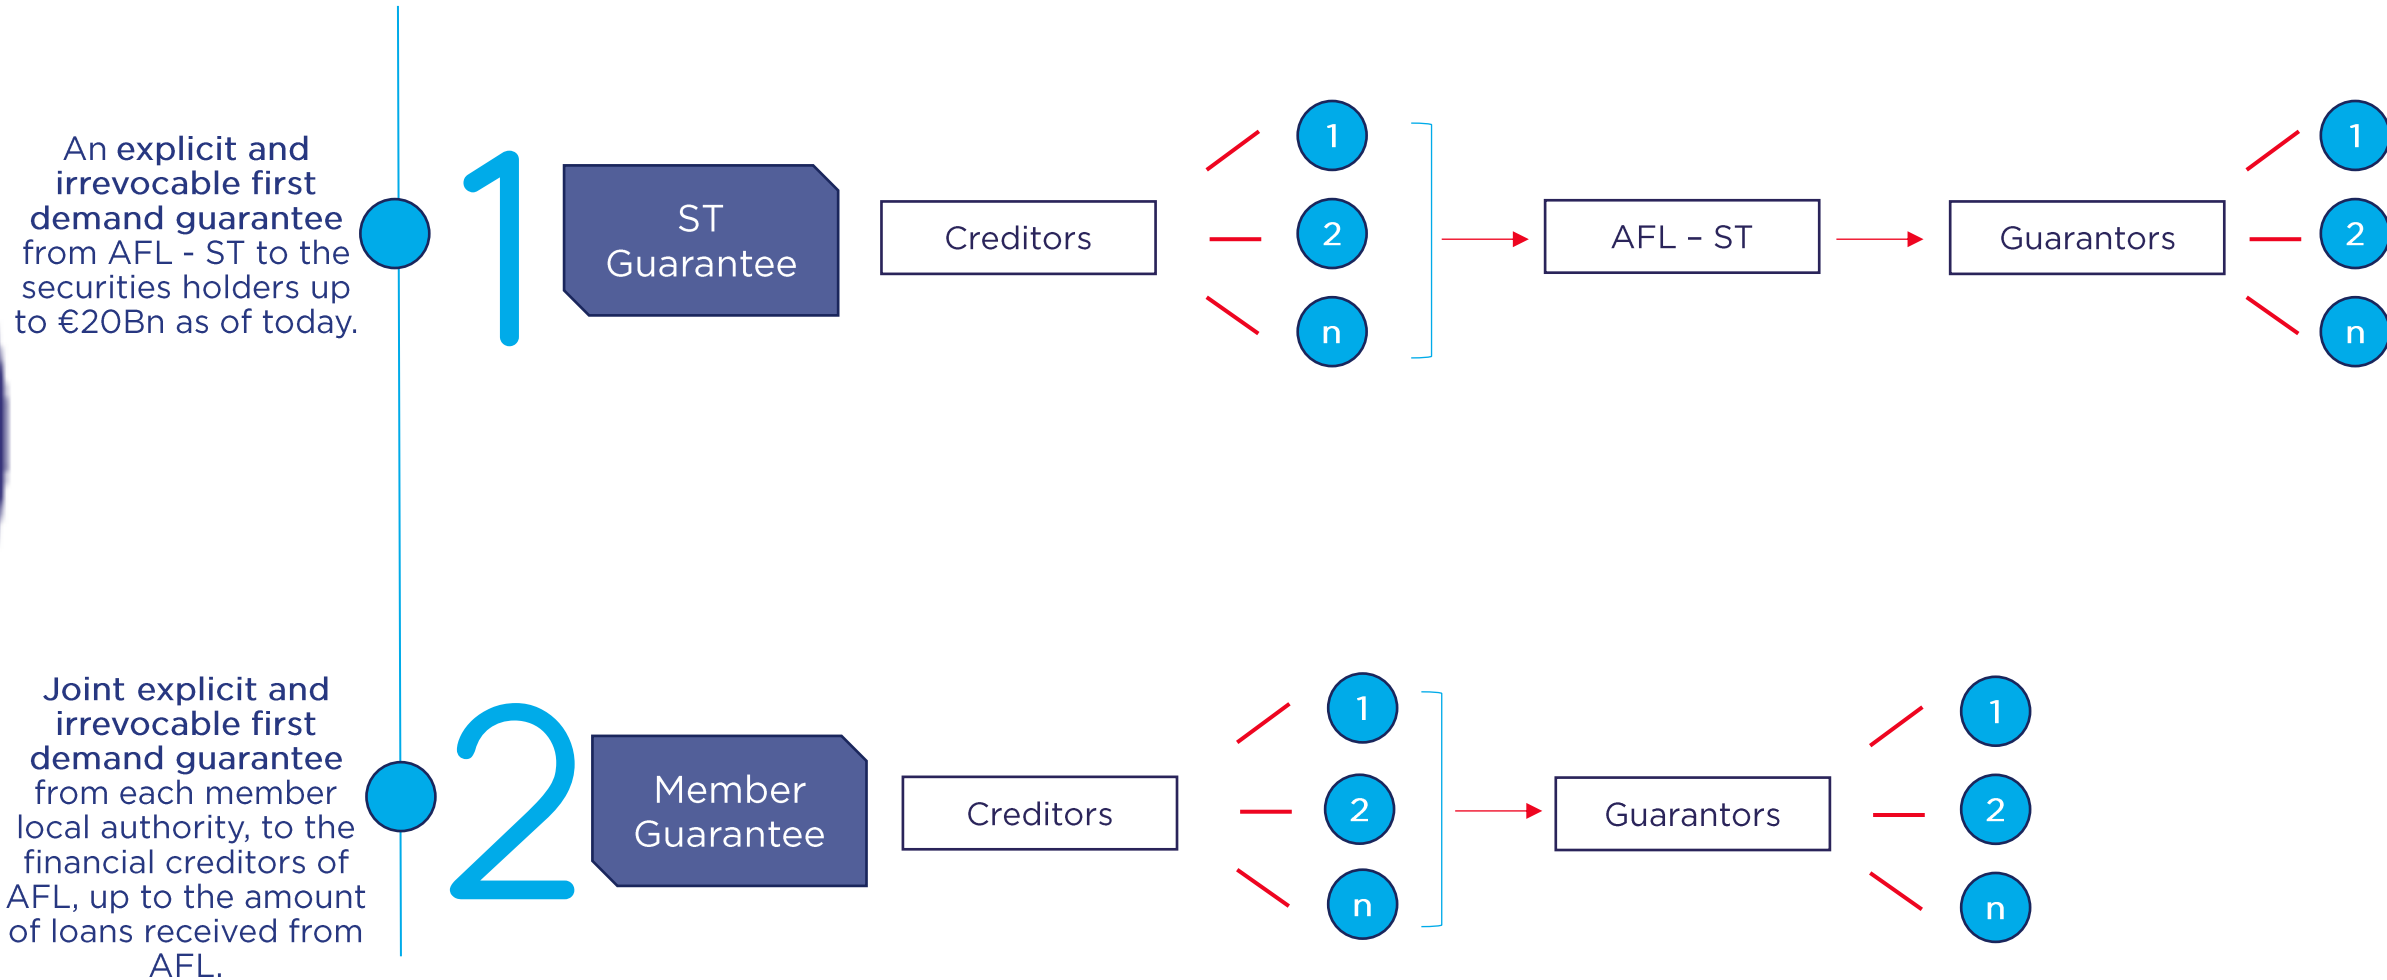 An explicit and
irrevocable first
demand guarantee
from AFL - ST to the
securities holders up
to €20Bn as of today.
1
ST
Guarantee
Creditors
1
2
n
AFL – ST
Guarantors
1
2
n
Joint explicit and
irrevocable first
demand guarantee
from each member
local authority, to the
financial creditors of
AFL, up to the amount
of loans received from
AFL.
2
Member
Guarantee
Creditors
1
2
n
Guarantors
1
2
n